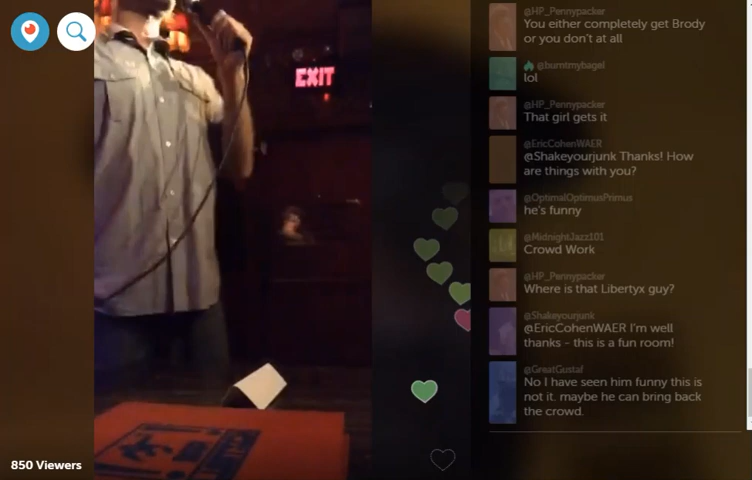 EXIT
850 Viewers
@HP_Pennypacker
You either completely get Brody
or you don't at all
@burntmybagel
lol
@HP_Pennypacker
That girl gets it
@EricCohenWAER
@Shakeyourjunk Thanks! How
are things with you?
@OptimalOptimusPrimus
he's funny
@MidnightJazz101
Crowd Work
@HP_Pennypacker
Where is that Libertyx guy?
@Shakeyourjunk
@EricCohenWAER I'm well
thanks - this is a fun room!
@GreatGustaf
No I have seen him funny this is
not it. maybe he can bring back
the crowd.